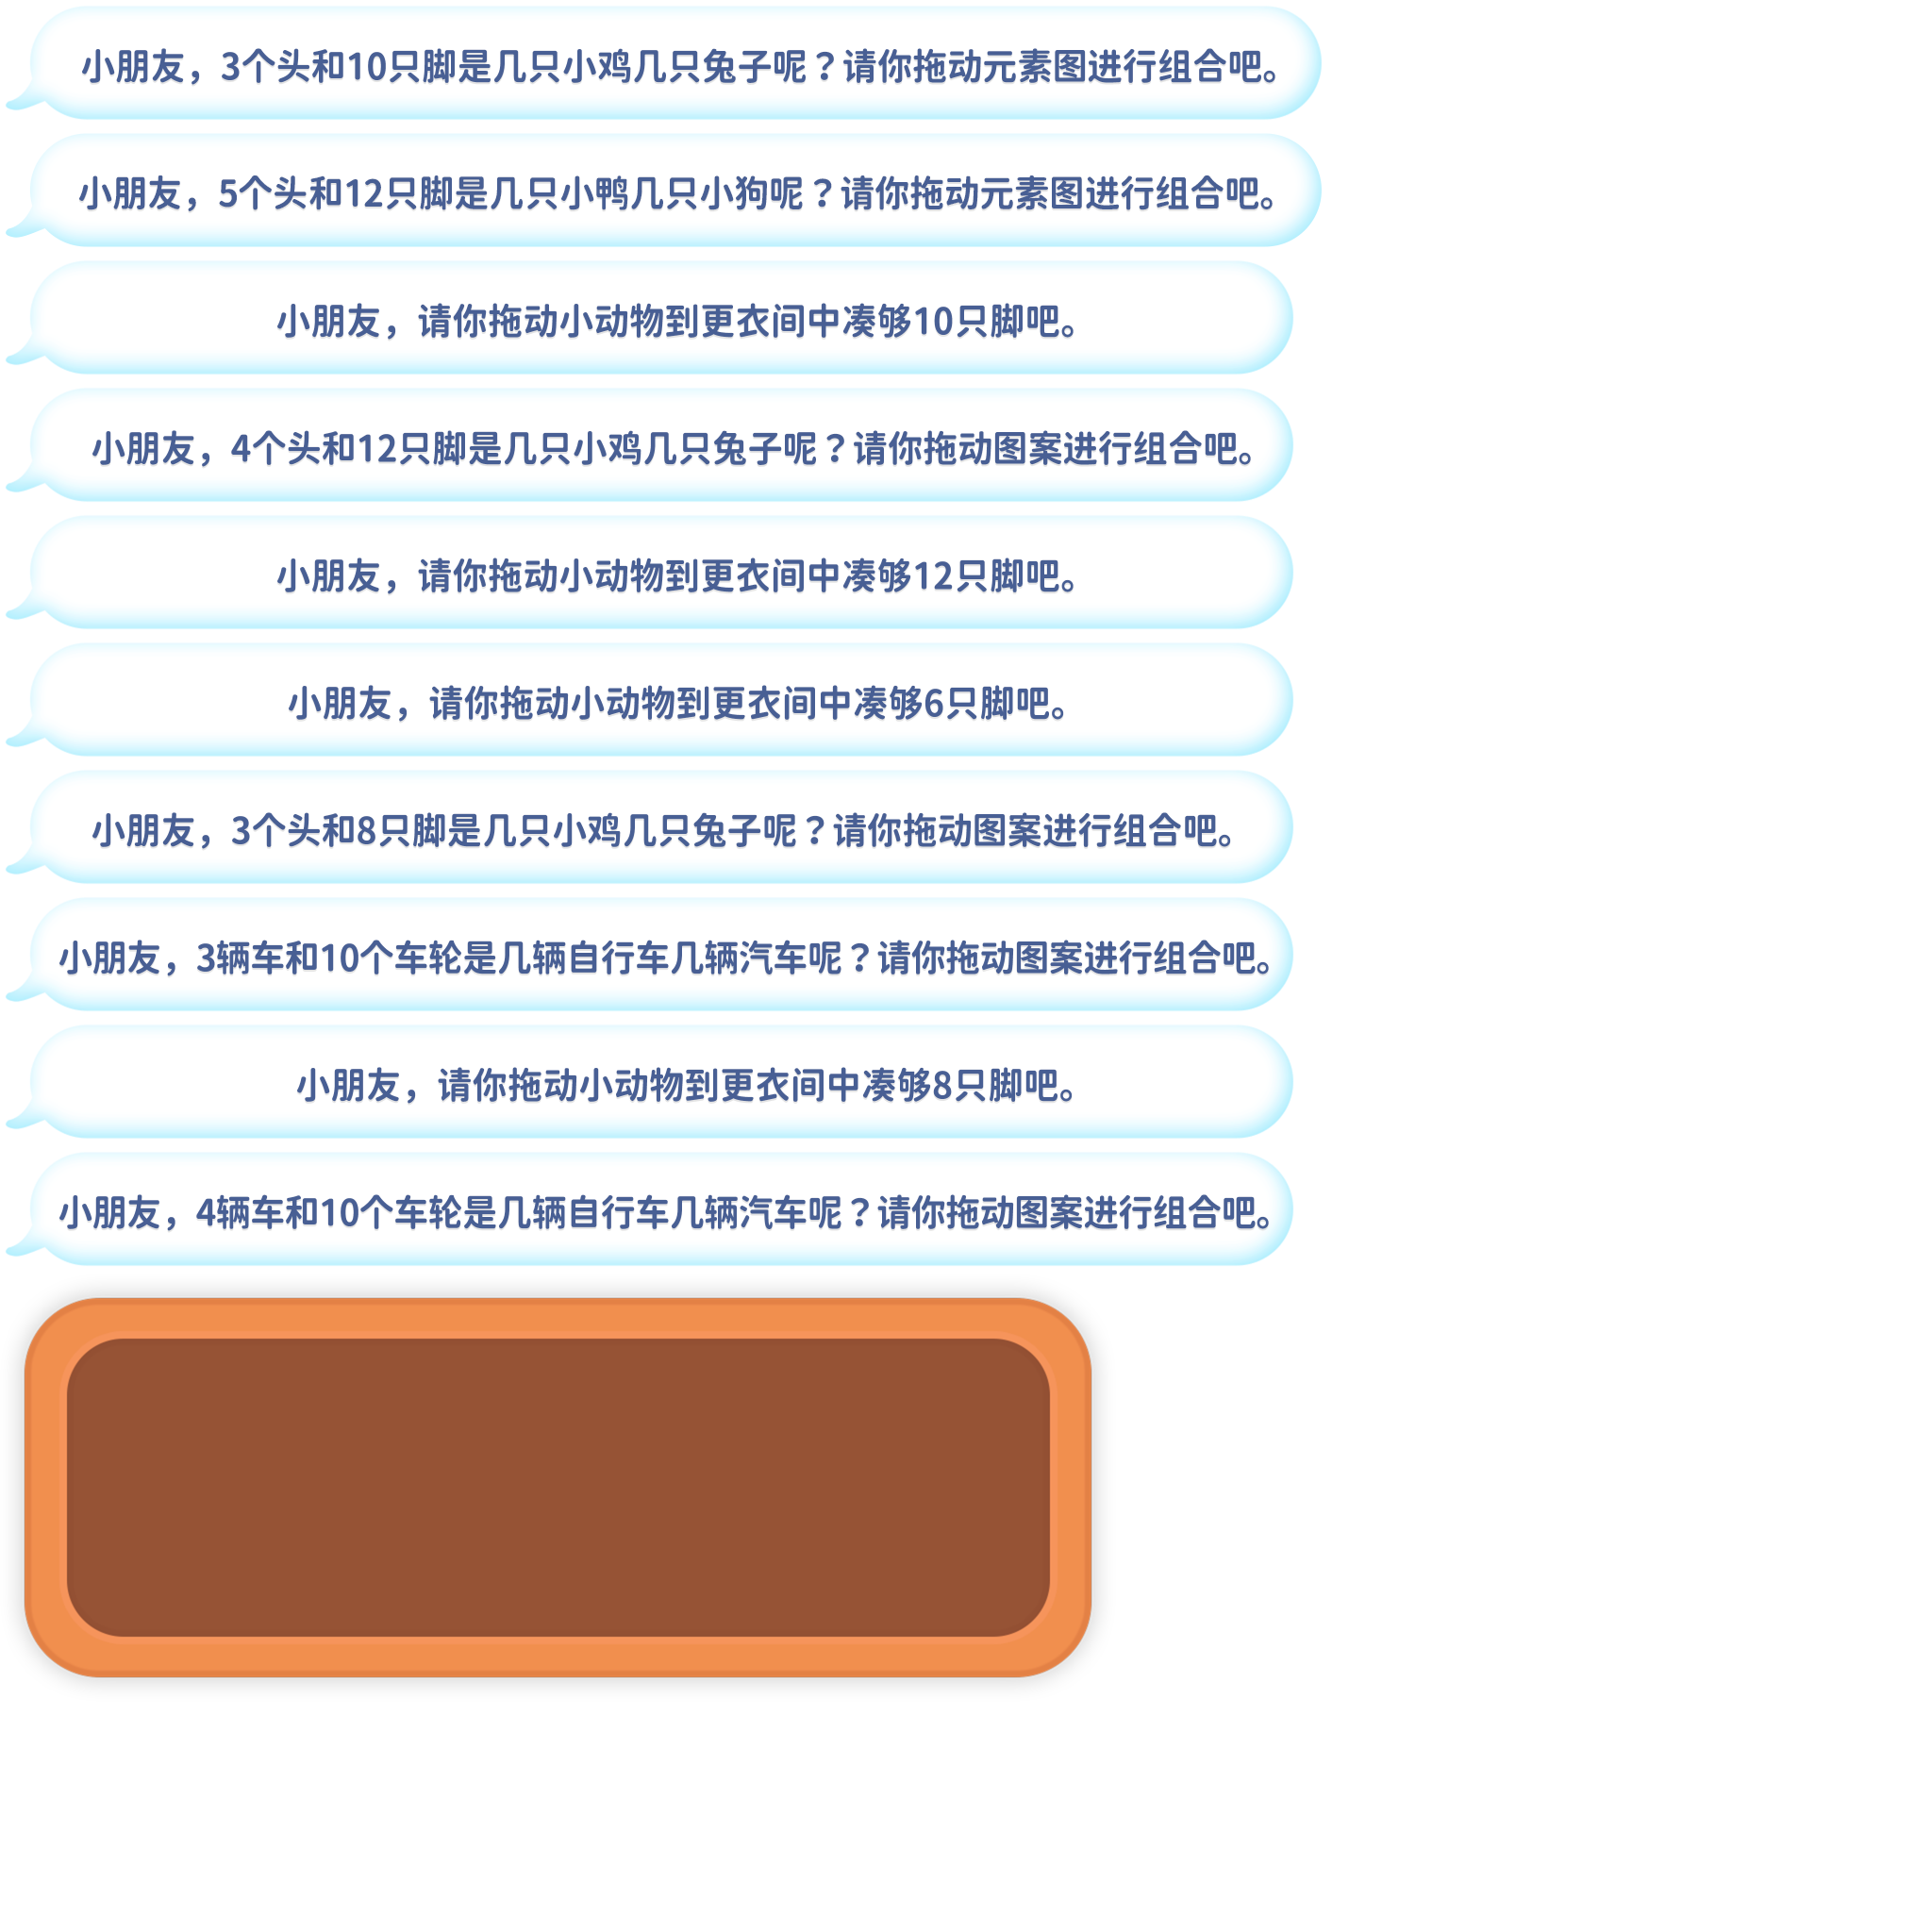 小朋友，3个头和10只脚是几只小鸡几只兔子呢？请你拖动元素图进行组合吧。
小朋友，5个头和12只脚是几只小鸭几只小狗呢？请你拖动元素图进行组合吧。
小朋友，请你拖动小动物到更衣间中凑够10只脚吧。
小朋友，4个头和12只脚是几只小鸡几只兔子呢？请你拖动图案进行组合吧。
小朋友，请你拖动小动物到更衣间中凑够12只脚吧。
小朋友，请你拖动小动物到更衣间中凑够6只脚吧。
小朋友，3个头和8只脚是几只小鸡几只兔子呢？请你拖动图案进行组合吧。
小朋友，3辆车和10个车轮是几辆自行车几辆汽车呢？请你拖动图案进行组合吧。
小朋友，请你拖动小动物到更衣间中凑够8只脚吧。
小朋友，4辆车和10个车轮是几辆自行车几辆汽车呢？请你拖动图案进行组合吧。